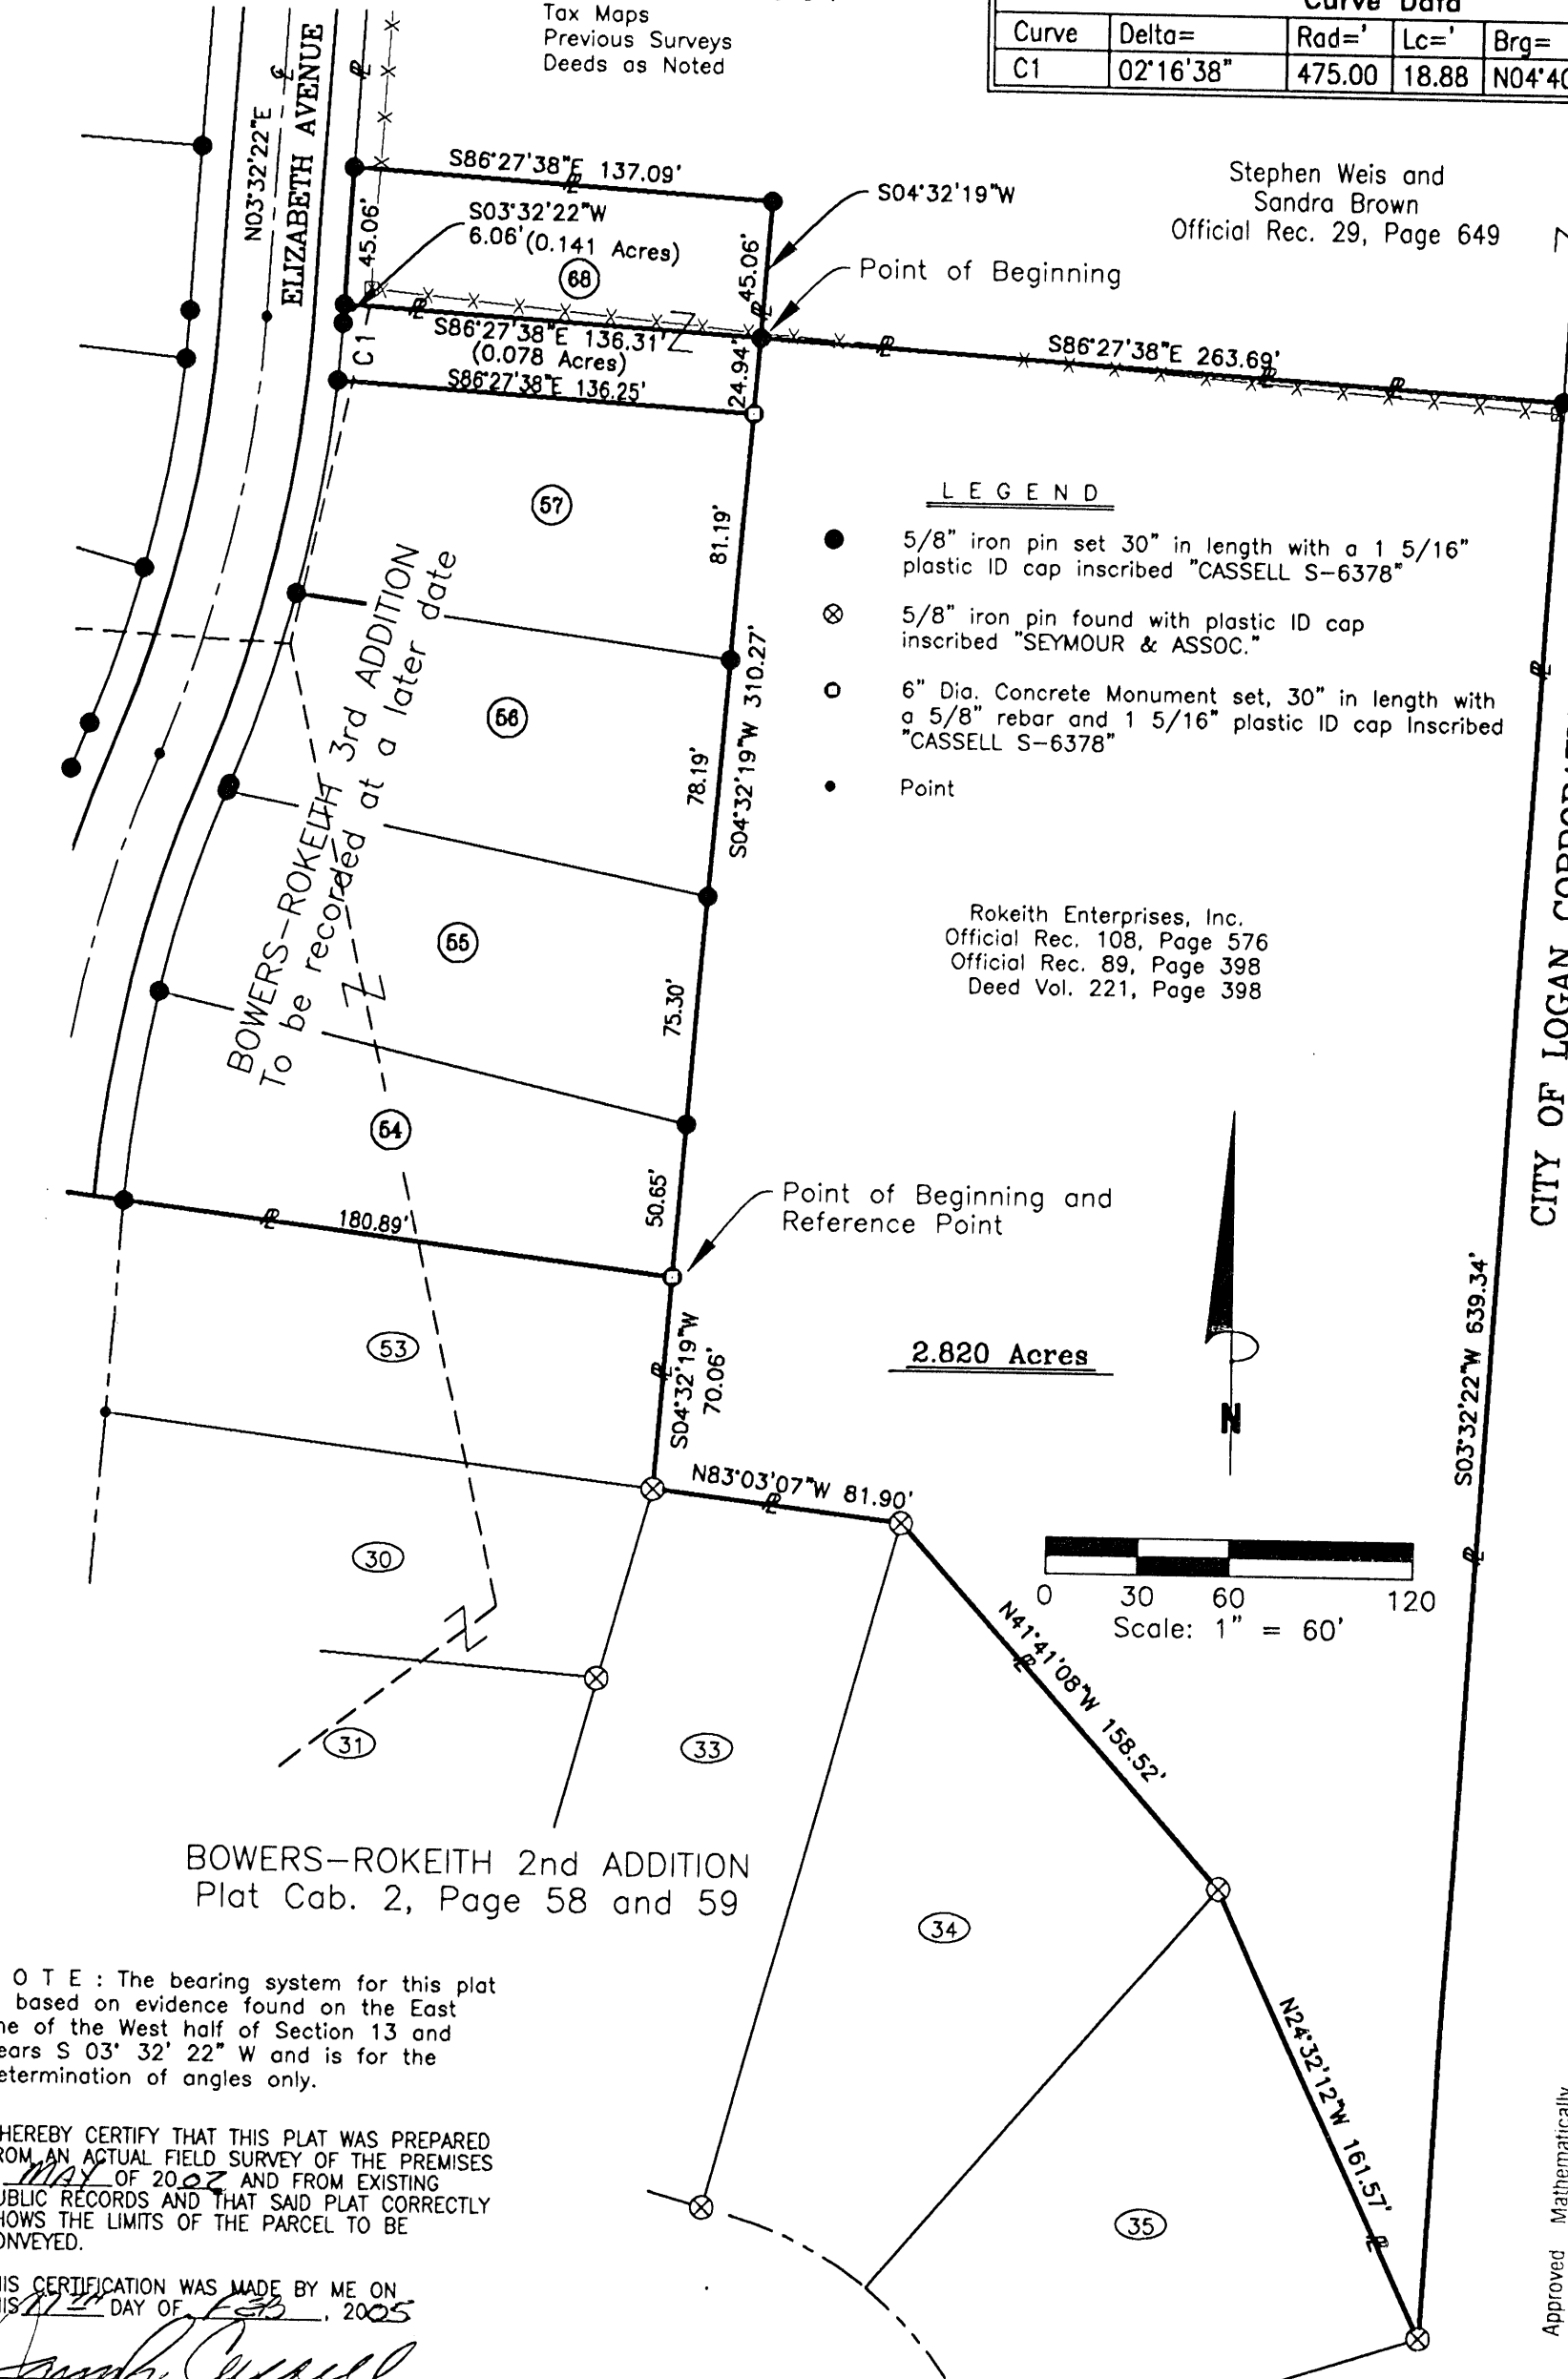 Tax Maps
Previous Surveys
Deeds as Noted
Curve Data
Curve Delta= Rad=' Lc=' Brg=
C1 02°16'38" 475.00 18.88
N03°32'22"E
ELIZABETH AVENUE
S86°27'38"E 137.09'
S04°32'19"W
Stephen Weis and
Sandra Brown
Official Rec. 29, Page 649
45.06'
S03°32'22"W
6.06' (0.141 Acres)
68
45.06'
Point of Beginning
S86°27'38"E 136.31'
(0.078 Acres)
C1
S86°27'38"E 136.25'
24.94'
S86°27'38"E 263.69'
57
81.19'
LEGEND
5/8" iron pin set 30" in length with a 1 5/16"
plastic ID cap inscribed "CASSELL S-6378"
5/8" iron pin found with plastic ID cap
inscribed "SEYMOUR & ASSOC."
6" Dia. Concrete Monument set, 30" in length with
a 5/8" rebar and 1 5/16" plastic ID cap Inscribed
"CASSELL S-6378"
Point
S04°32'19"W 310.27'
56
78.19'
BOWERS-ROKEITH 3rd ADDITION
To be recorded at a later date
55
75.30'
Rokeith Enterprises, Inc.
Official Rec. 108, Page 576
Official Rec. 89, Page 398
Deed Vol. 221, Page 398
CITY OF LOGAN
54
50.65'
Point of Beginning and
Reference Point
180.89'
53
S04°32'19"W
70.06'
2.820 Acres
N
S03°32'22"W 639.34'
N83°03'07"W 81.90'
30
0 30 60 120
Scale: 1" = 60'
N41°41'08"W 158.52'
31
33
BOWERS-ROKEITH 2nd ADDITION
Plat Cab. 2, Page 58 and 59
34
O T E : The bearing system for this plat
based on evidence found on the East
of the West half of Section 13 and
S 03° 32' 22" W and is for the
of angles only.
N24°32'12"W 161.57'
HEREBY CERTIFY THAT THIS PLAT WAS PREPARED
AN ACTUAL FIELD SURVEY OF THE PREMISES
MAY OF 2002 AND FROM EXISTING
RECORDS AND THAT SAID PLAT CORRECTLY
THE LIMITS OF THE PARCEL TO BE
35
CERTIFICATION WAS MADE BY ME ON
DAY OF FEB, 2005
Approved Mathematically